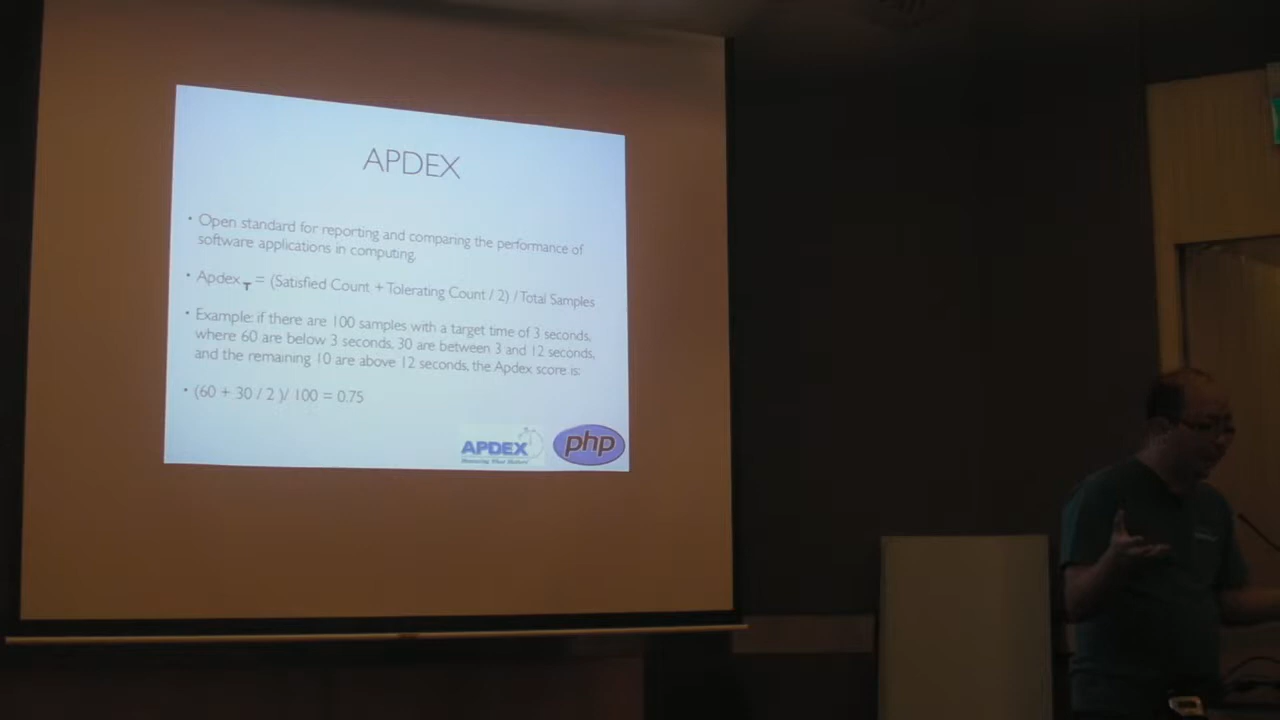 APDEX
• Open standard for reporting and comparing the performance of
software applications in computing.
• Apdex T = (Satisfied Count + Tolerating Count / 2) / Total Samples
• Example: if there are 100 samples with a target time of 3 seconds,
where 60 are below 3 seconds, 30 are between 3 and 12 seconds,
and the remaining 10 are above 12 seconds, the Apdex score is:
• (60 + 30 / 2 )/ 100 = 0.75
APDEX
php